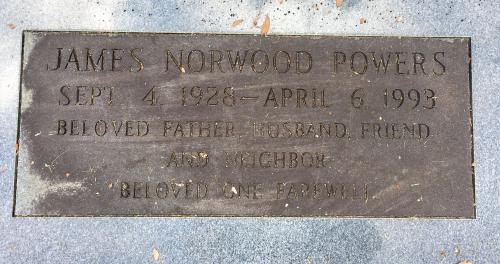 JAMES NORWOOD POWERS
SEPT. 4, 1928—APRIL 6, 1993
BELOVED FATHER, HUSBAND, FRIEND
AND NEIGHBOR
BELOVED ONE FAREWELL